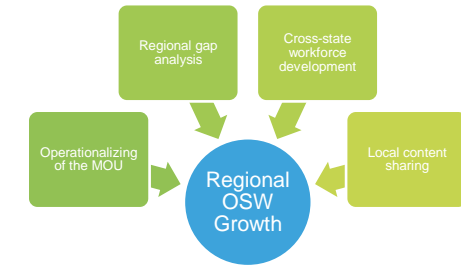 Regional gap
analysis
Cross-state
workforce
development
Operationalizing
of the MOU
Local content
sharing
Regional
OSW
Growth